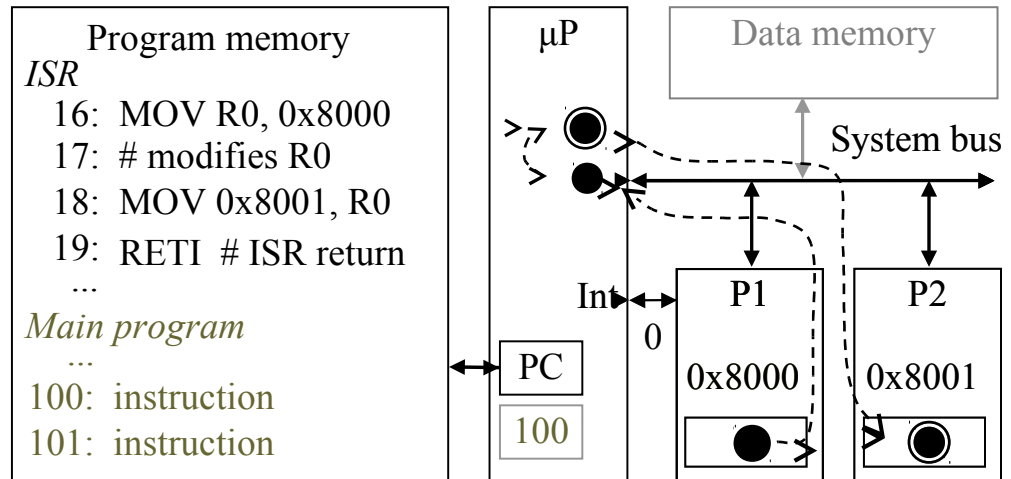 Program memory
ISR
16: MOV R0, 0x8000
17: # modifies R0
18: MOV 0x8001, R0
19: RETI # ISR return
...
Main program
...
100: instruction
101: instruction
μP
Int
PC
100
Data memory
System bus
0
P1
0x8000
P2
0x8001